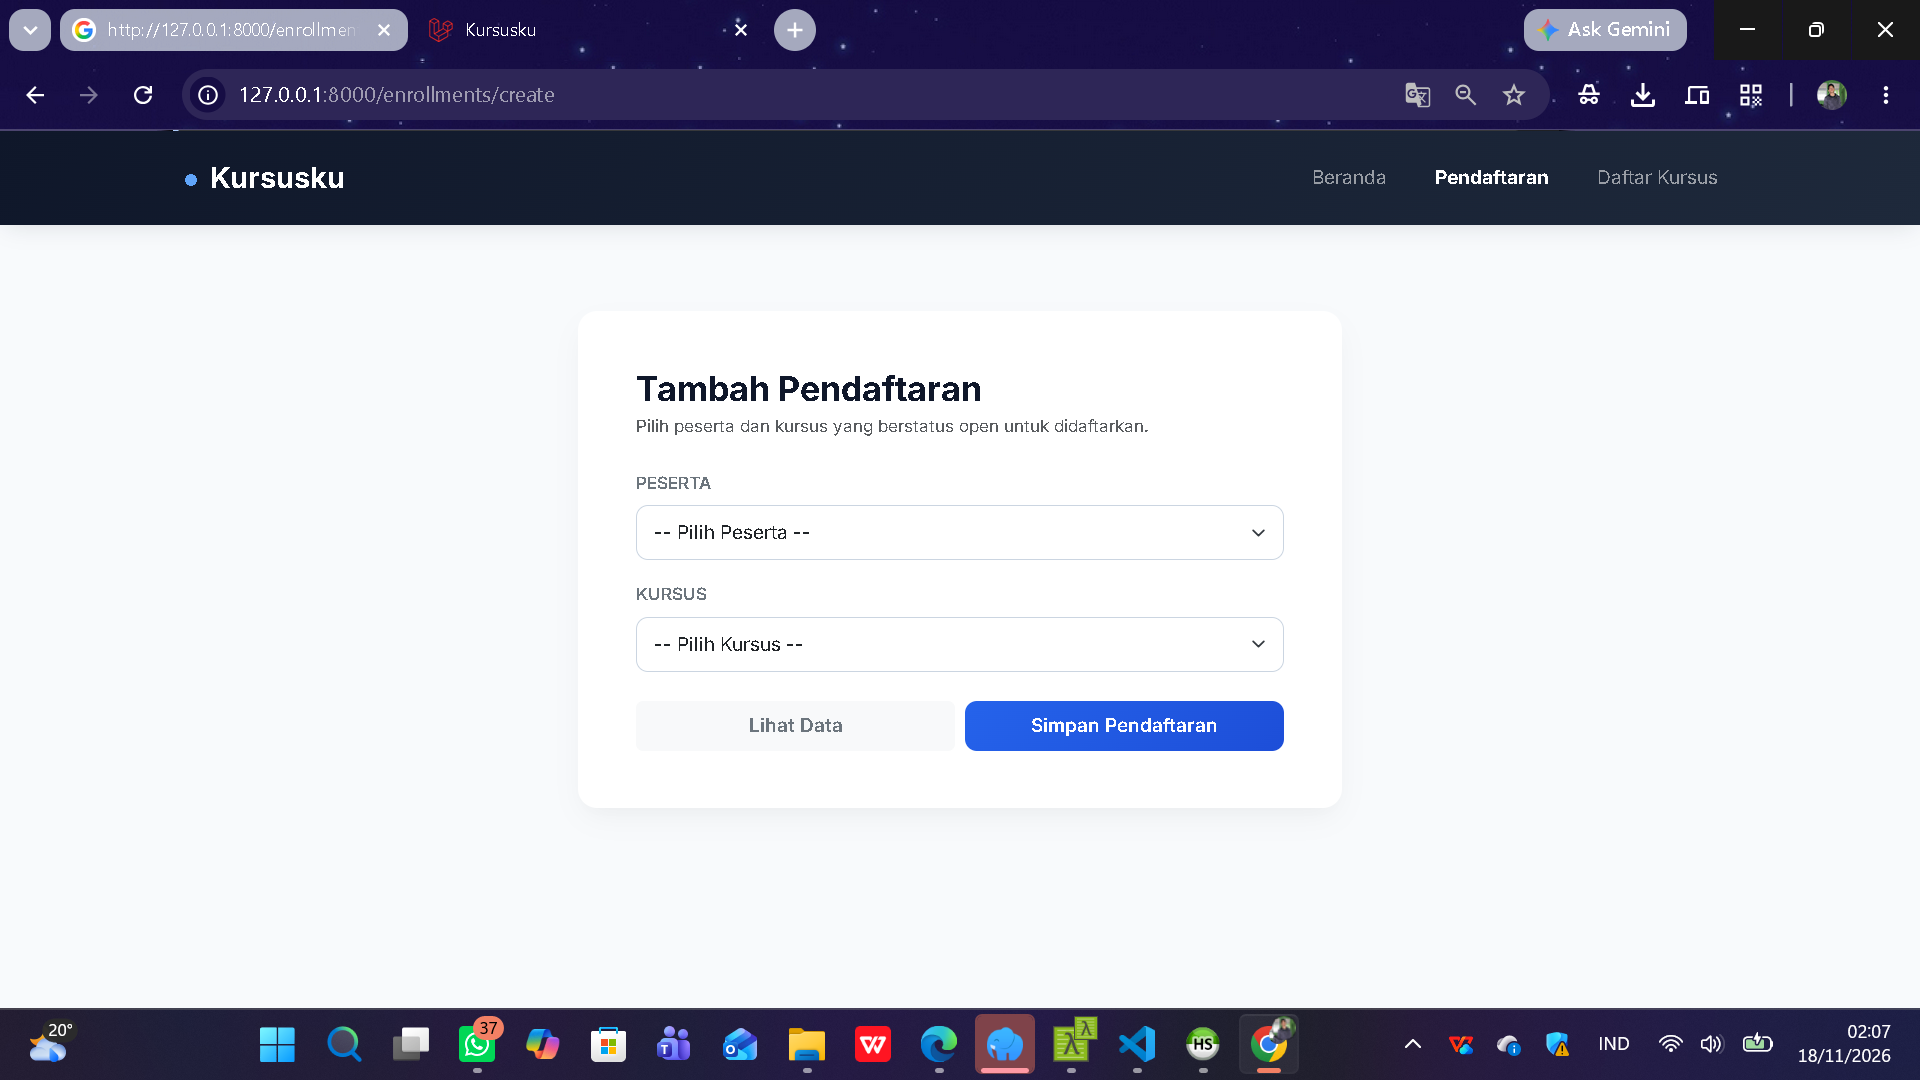 http://127.0.0.1:8000/enrollmen
Kursusku
Ask Gemini
127.0.0.1:8000/enrollments/create
Kursusku
Beranda
Pendaftaran
Daftar Kursus
Tambah Pendaftaran
Pilih peserta dan kursus yang berstatus open untuk didaftarkan.
PESERTA
-- Pilih Peserta --
KURSUS
-- Pilih Kursus --
Lihat Data
Simpan Pendaftaran
20°
37
HS
IND
02:07
18/11/2026